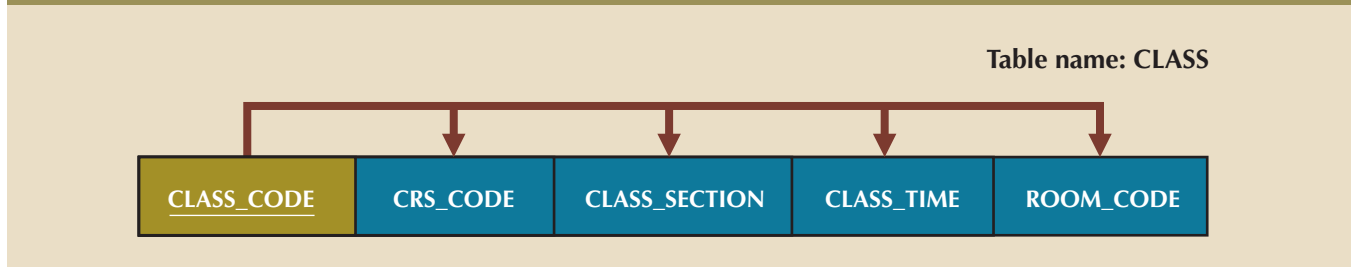 Table name: CLASS
CLASS_CODE CRS_CODE CLASS_SECTION CLASS_TIME ROOM_CODE